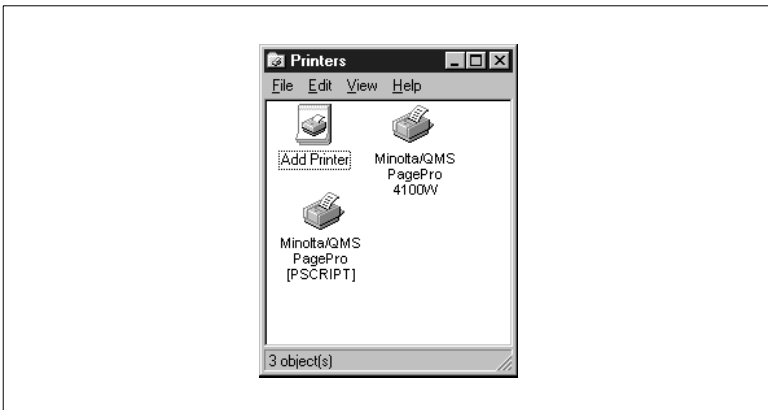 Printers
File Edit View Help
Add Printer
Minolta/QMS
PagePro
4100W
Minolta/QMS
PagePro
[PSCRIPT]
3 object(s)